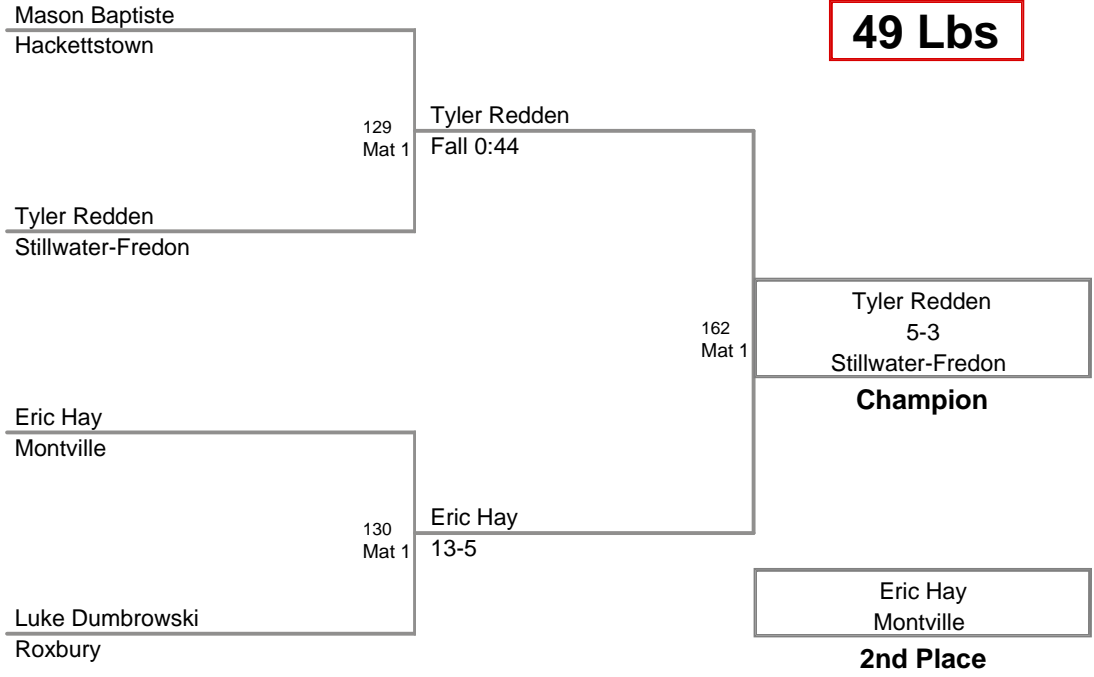 Mason Baptiste
Hackettstown
49 Lbs
129
Mat 1
Tyler Redden
Fall 0:44
Tyler Redden
Stillwater-Fredon
162
Mat 1
Tyler Redden
5-3
Stillwater-Fredon
Champion
Eric Hay
Montville
130
Mat 1
Eric Hay
13-5
Luke Dumbrowski
Roxbury
Eric Hay
Montville
2nd Place